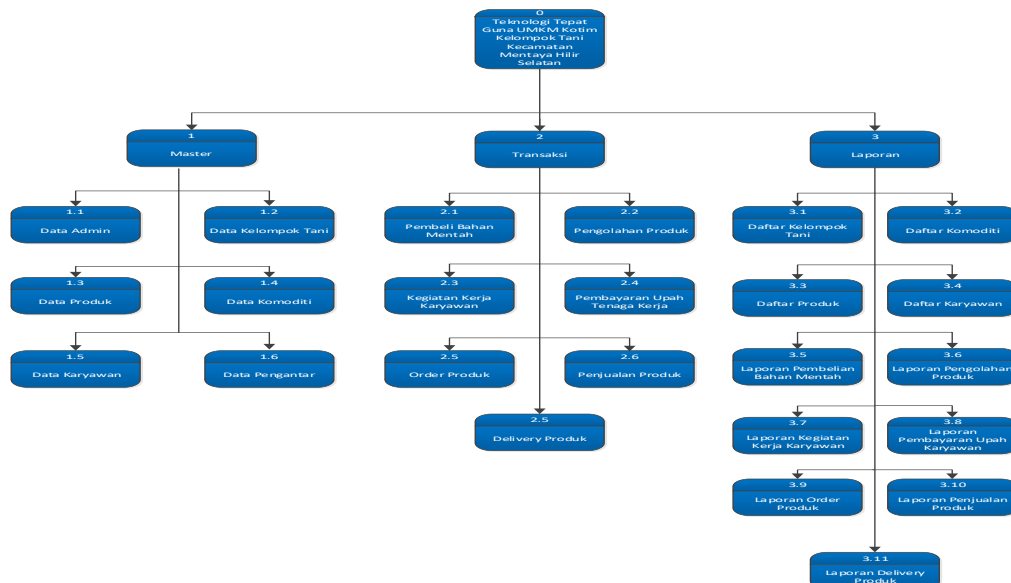 0
Teknologi Tepat
Guna UMKM Kotim
Kelempok Tani
Kecamatan
Mentaya Hilir
Selatan
1
Master
2
Transaksi
3
Laporan
1.1
Data Admin
1.2
Data Kelempok Tani
2.1
Pembeli Bahan
Mentah
2.2
Pengolahan Produk
3.1
Daftar Kelempok
Tani
3.2
Daftar Komoditi
1.3
Data Produk
1.4
Data Komoditi
2.3
Kegiatan Kerja
Karyawan
2.4
Pembayaran Upah
Tenaga Kerja
3.3
Daftar Produk
3.4
Daftar Karyawan
1.5
Data Karyawan
1.6
Data Pengantar
2.5
Order Produk
2.6
Penjualan Produk
3.5
Laporan Pembelian
Bahan Mentah
3.6
Laporan Pengolahan
Produk
2.5
Delivery Produk
3.7
Laporan Kegiatan
Kerja Karyawan
3.8
Laporan
Pembayaran Upah
Karyawan
3.9
Laporan Order
Produk
3.10
Laporan Penjualan
Produk
3.11
Laporan Delivery
Produk